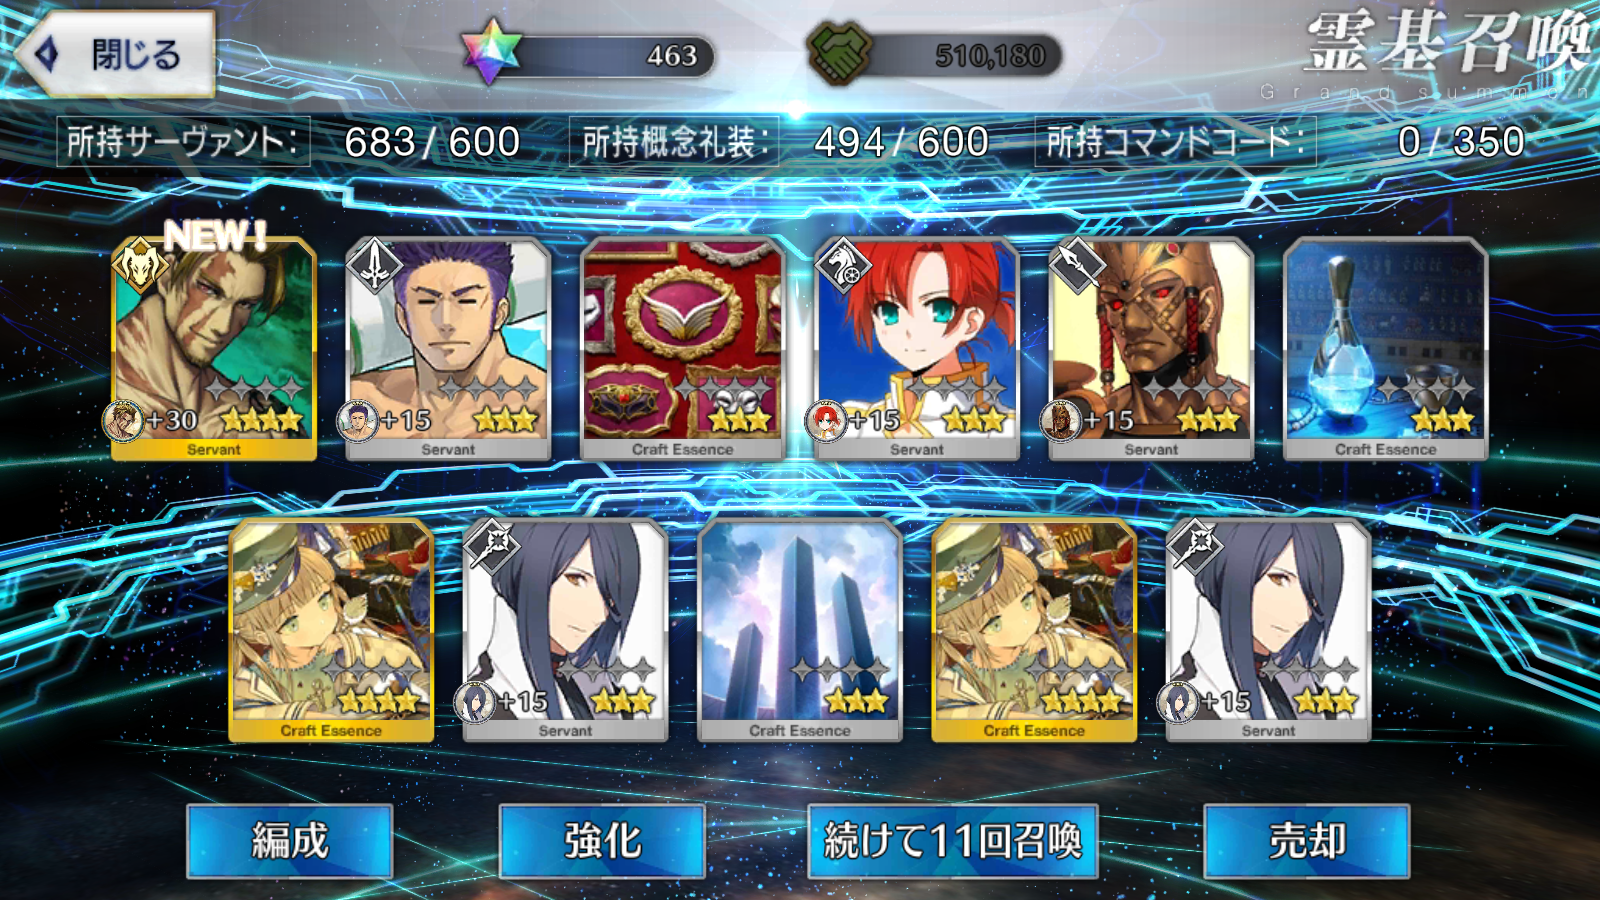 閉じる
463
510,180
霊基召喚
Grand summon
所持サーヴァント: 683/600
所持概念礼装: 494/600
所持コマンドコード: 0/350
NEW!
+30
+15
+15
+15
Servant
Servant
Craft Essence
Servant
Servant
Craft Essence
+15
+15
Craft Essence
Servant
Craft Essence
Craft Essence
Servant
編成
強化
続けて11回召喚
売却